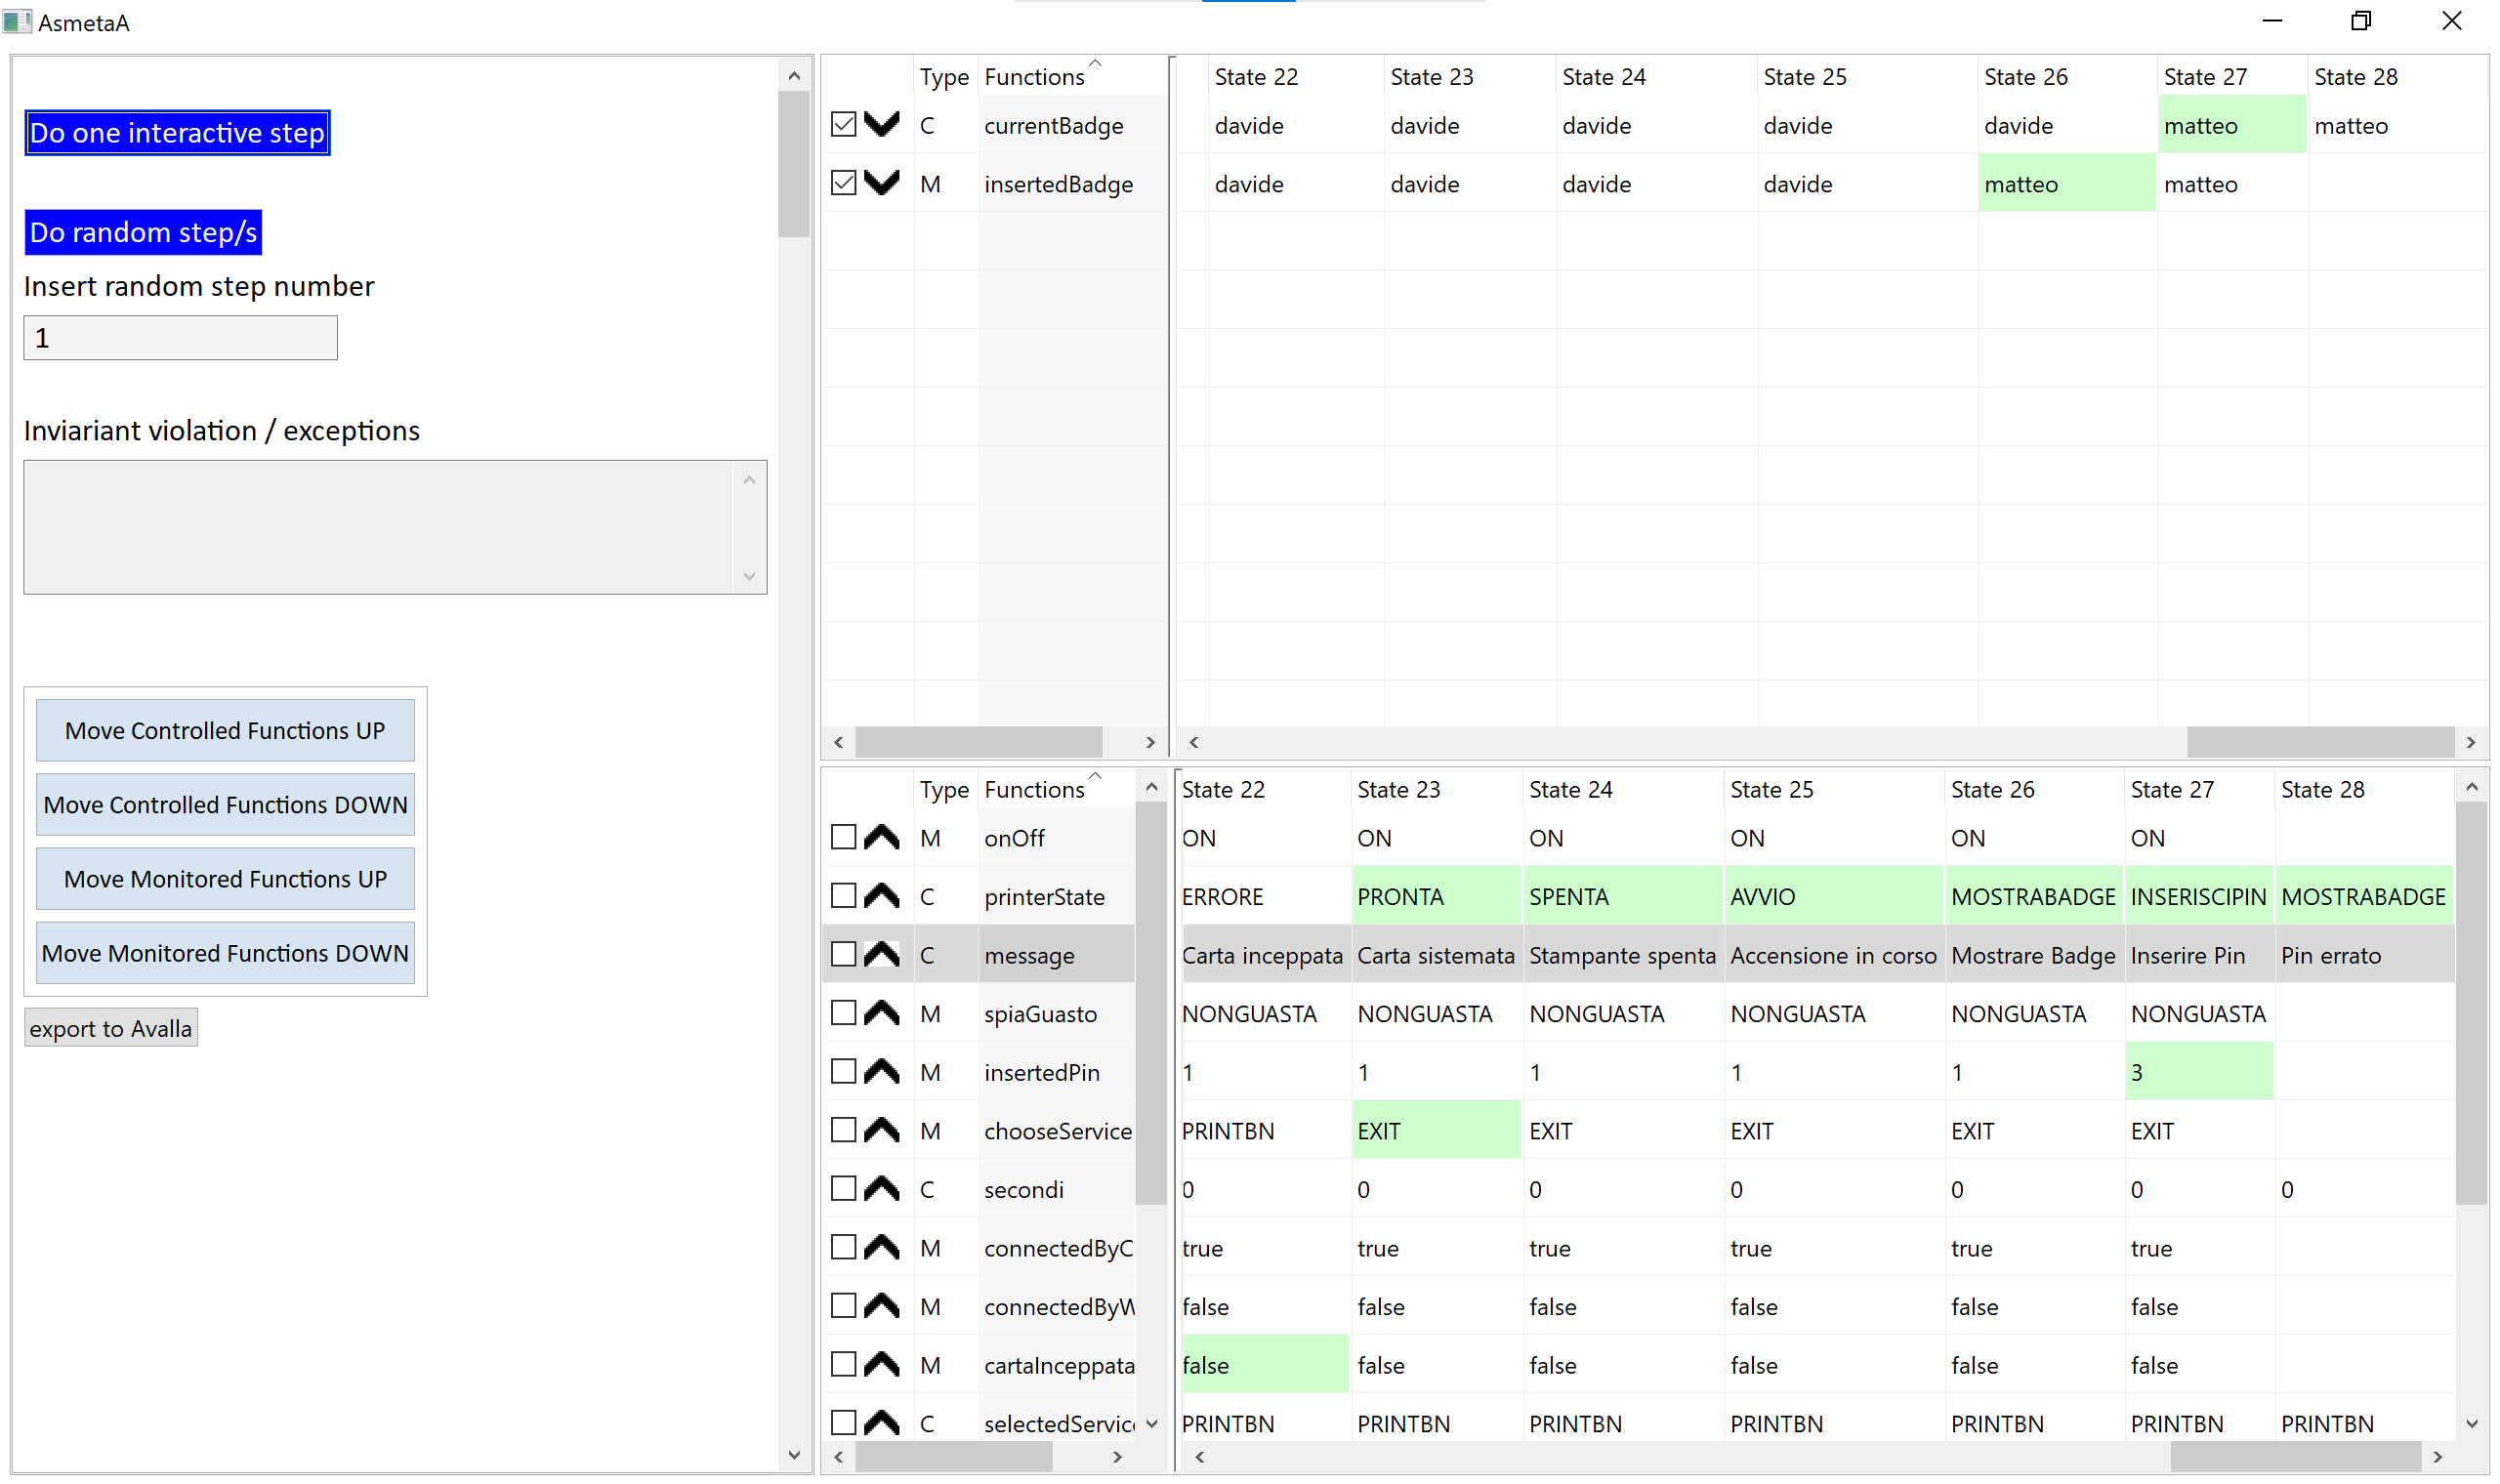 AsmetaA
Do one interactive step
Do random step/s
Insert random step number
1
Inviariant violation / exceptions
Move Controlled Functions UP
Move Controlled Functions DOWN
Move Monitored Functions UP
Move Monitored Functions DOWN
export to Avalla
Type Functions State 22 State 23 State 24 State 25 State 26 State 27 State 28
C currentBadge davide davide davide davide davide matteo matteo
M insertedBadge davide davide davide davide matteo matteo
Type Functions State 22 State 23 State 24 State 25 State 26 State 27 State 28
M onOff ON ON ON ON ON ON
C printerState ERRORE PRONTA SPENTA AVVIO MOSTRABADGE INSERISCIPIN MOSTRABADGE
C message Carta inceppata Carta sistemata Stampante spenta Accensione in corso Mostrare Badge Inserire Pin Pin errato
M spiaGuasto NONGUASTA NONGUASTA NONGUASTA NONGUASTA NONGUASTA NONGUASTA
M insertedPin 1 1 1 1 1 3
M chooseService PRINTBN EXIT EXIT EXIT EXIT EXIT
C secondi 0 0 0 0 0 0 0
M connectedByC true true true true true true
M connectedByW false false false false false false
M cartaInceppata false false false false false false
C selectedService PRINTBN PRINTBN PRINTBN PRINTBN PRINTBN PRINTBN PRINTBN